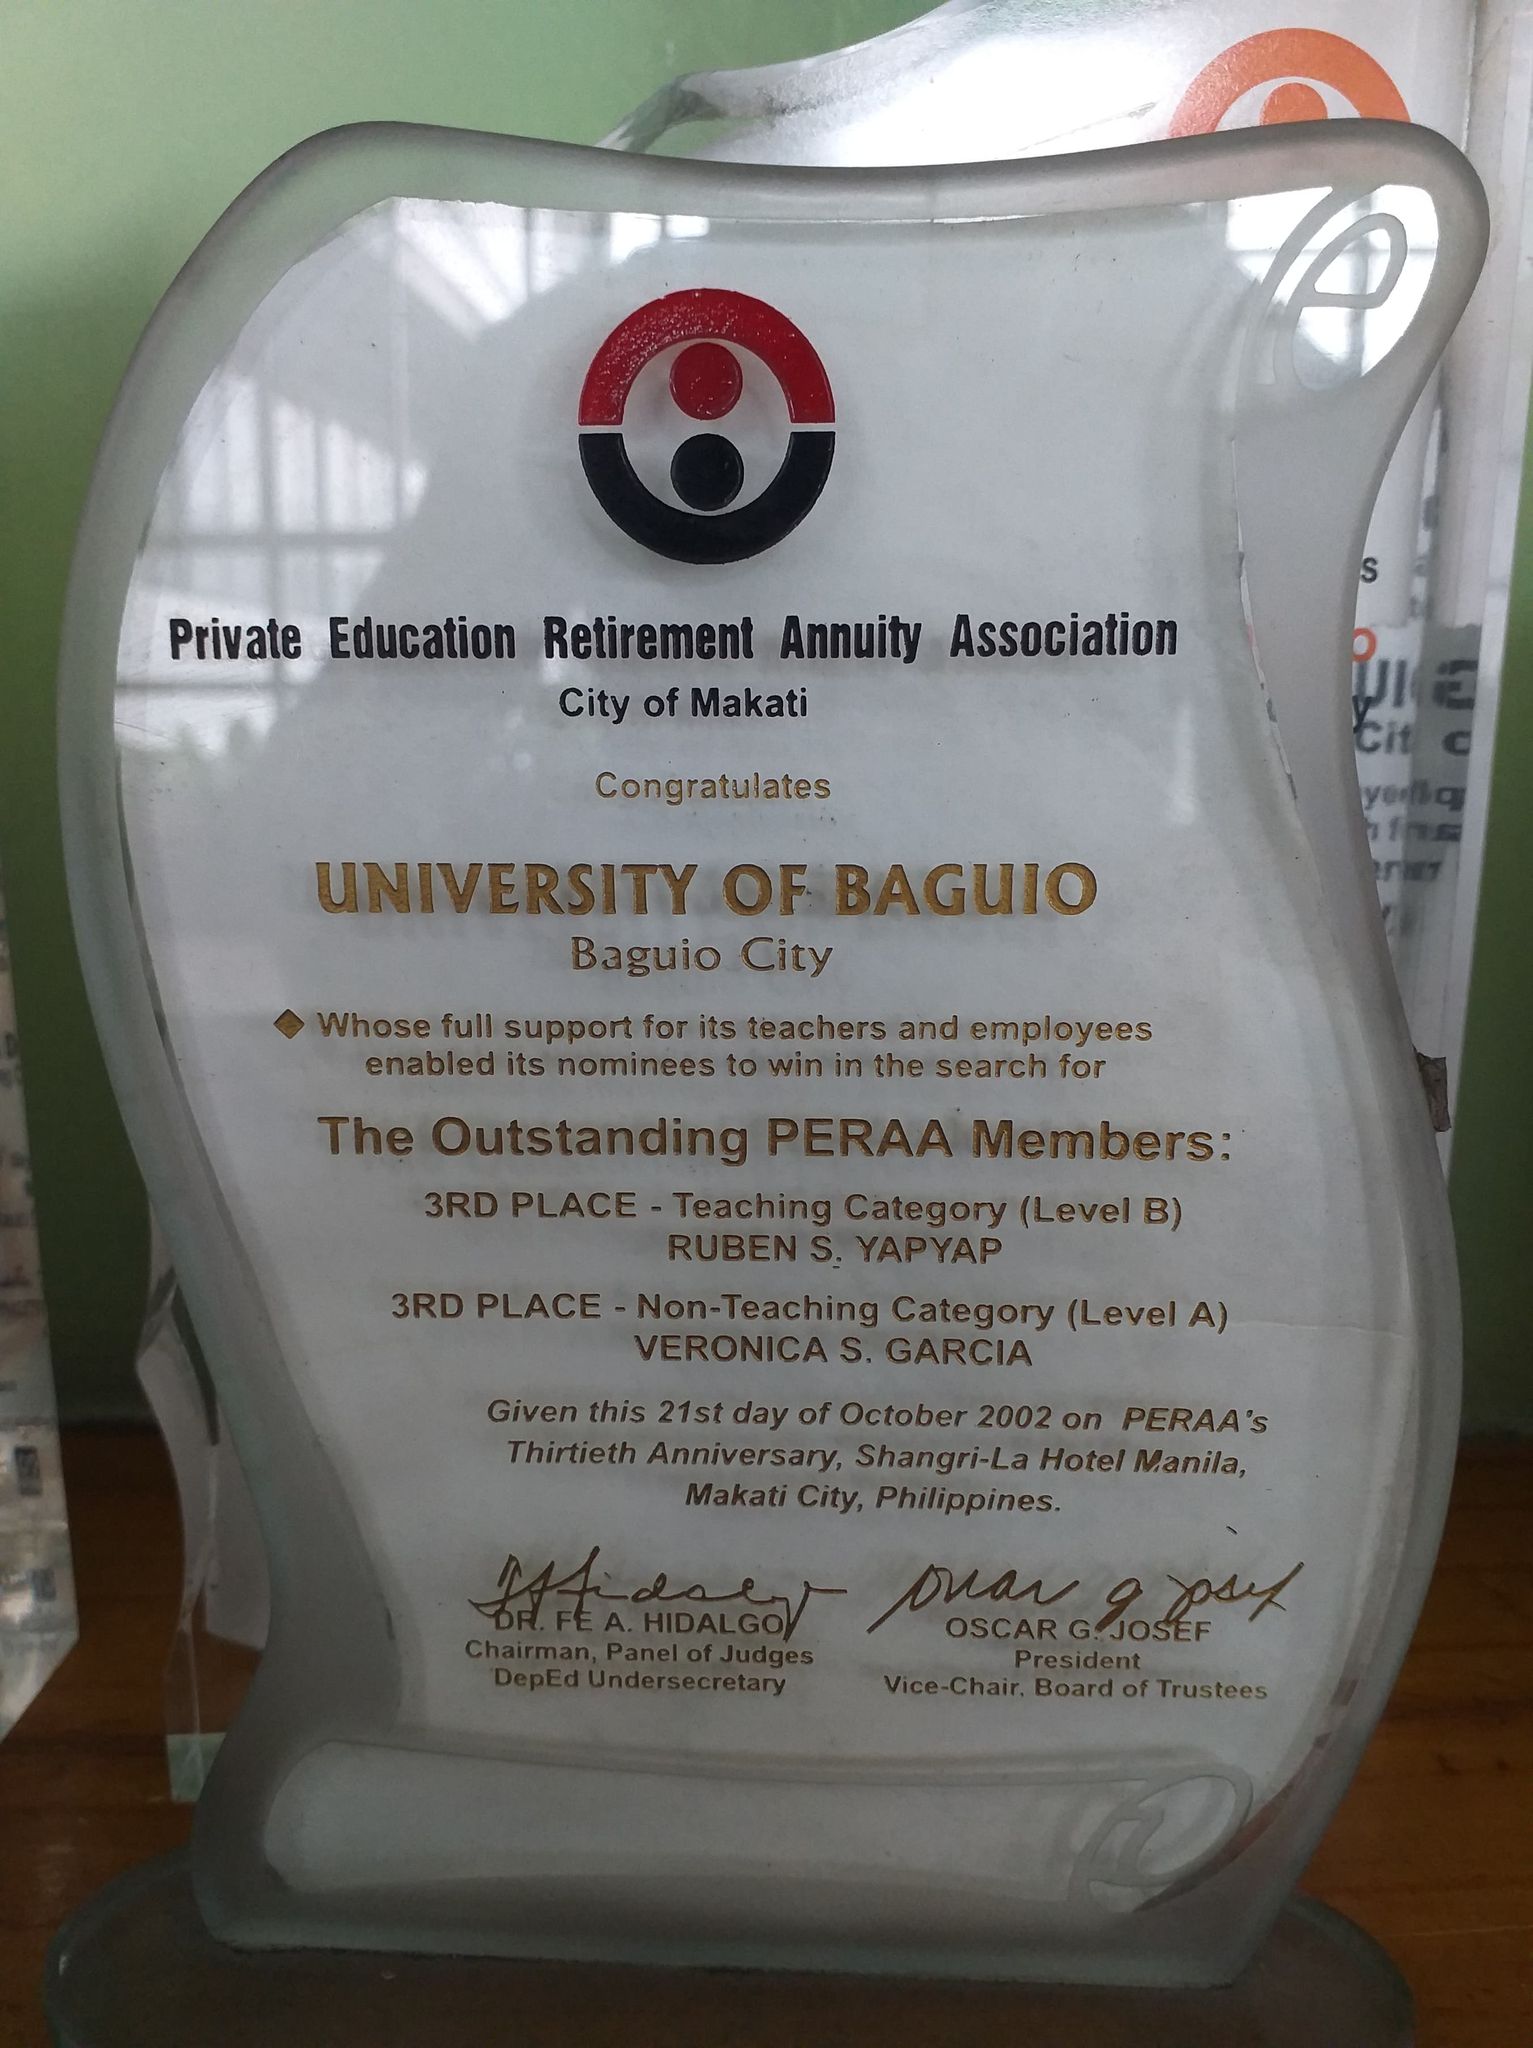 Private Education Retirement Annuity Association
City of Makati
Congratulates
UNIVERSITY OF BAGUIO
Baguio City
◆ Whose full support for its teachers and employees
enabled its nominees to win in the search for
The Outstanding PERAA Members:
3RD PLACE - Teaching Category (Level B)
RUBEN S. YAPYAP
3RD PLACE - Non-Teaching Category (Level A)
VERONICA S. GARCIA
Given this 21st day of October 2002 on PERAA's
Thirtieth Anniversary, Shangri-La Hotel Manila,
Makati City, Philippines.
DR. FE A. HIDALGO
Chairman, Panel of Judges
DepEd Undersecretary
Oscar G Josef
OSCAR G. JOSEF
President
Vice-Chair, Board of Trustees